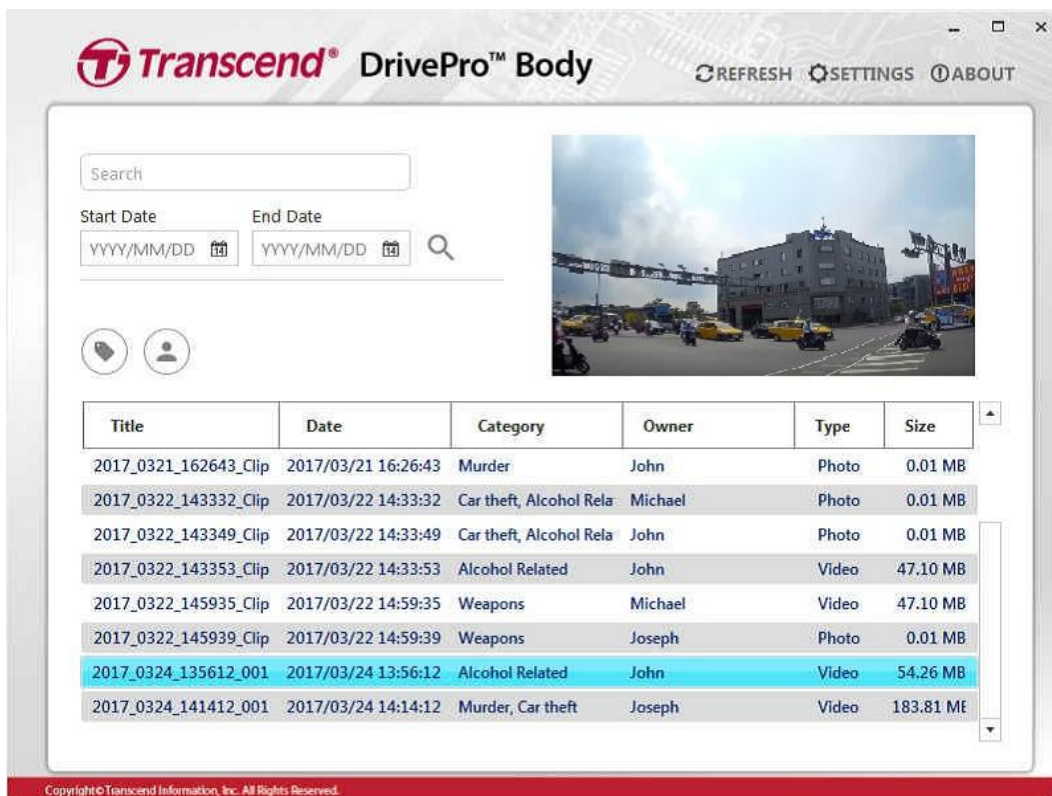 Transcend® DrivePro™ Body
REFRESH SETTINGS ABOUT
Search
Start Date End Date
YYYY/MM/DD 14 YYYY/MM/DD 14
Title Date Category Owner Type Size
2017_0321_162643_Clip 2017/03/21 16:26:43 Murder John Photo 0.01 MB
2017_0322_143332_Clip 2017/03/22 14:33:32 Car theft, Alcohol Rela Michael Photo 0.01 MB
2017_0322_143349_Clip 2017/03/22 14:33:49 Car theft, Alcohol Rela John Photo 0.01 MB
2017_0322_143353_Clip 2017/03/22 14:33:53 Alcohol Related John Video 47.10 MB
2017_0322_145935_Clip 2017/03/22 14:59:35 Weapons Michael Video 47.10 MB
2017_0322_145939_Clip 2017/03/22 14:59:39 Weapons Joseph Photo 0.01 MB
2017_0324_135612_001 2017/03/24 13:56:12 Alcohol Related John Video 54.26 MB
2017_0324_141412_001 2017/03/24 14:14:12 Murder, Car theft Joseph Video 183.81 ME
Copyright©Transcend Information, Inc. All Rights Reserved.